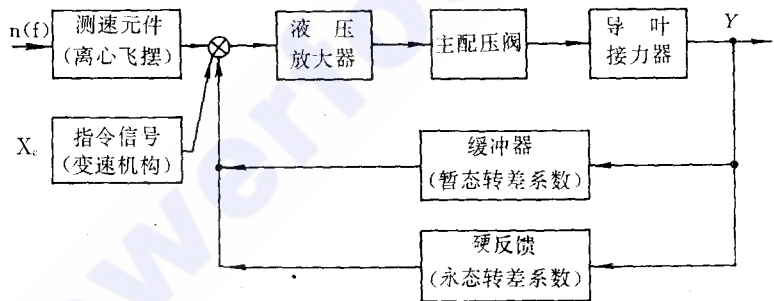 n(f)
测速元件
(离心飞摆)
液压
放大器
主配压阀
导叶
接力器
Y
X_c
指令信号
(变速机构)
缓冲器
(暂态转差系数)
硬反馈
(永态转差系数)